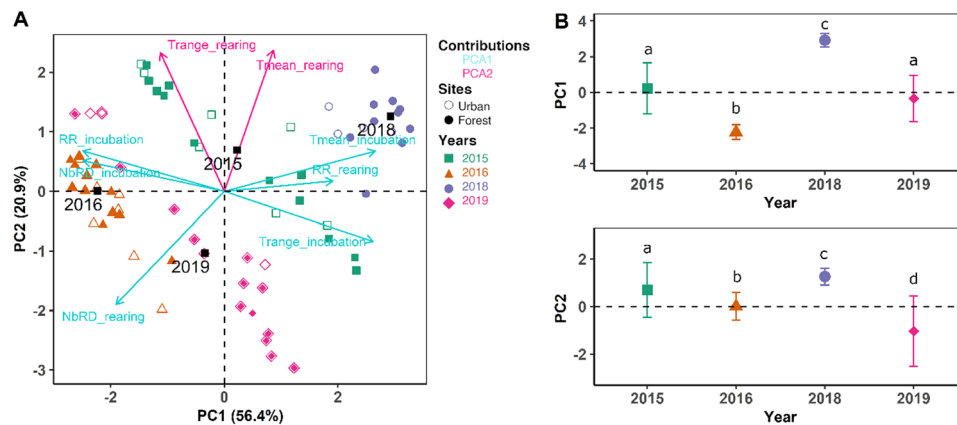 A
Trange_rearing
Tmean_rearing
RR_incubation
NbRD_incubation
2016
2015
2018
Tmean_incubation
RR_rearing
Trange_incubation
2019
NbRD_rearing
2
1
0
-1
-2
-3
PC2 (20.9%)
-2
0
2
PC1 (56.4%)
Contributions
PCA1
PCA2
Sites
Urban
Forest
Years
2015
2016
2018
2019
B
PC1
4
2
0
-2
-4
a
b
c
a
2015 2016 2018 2019
Year
PC2
2
0
-2
a
b
c
d
2015 2016 2018 2019
Year